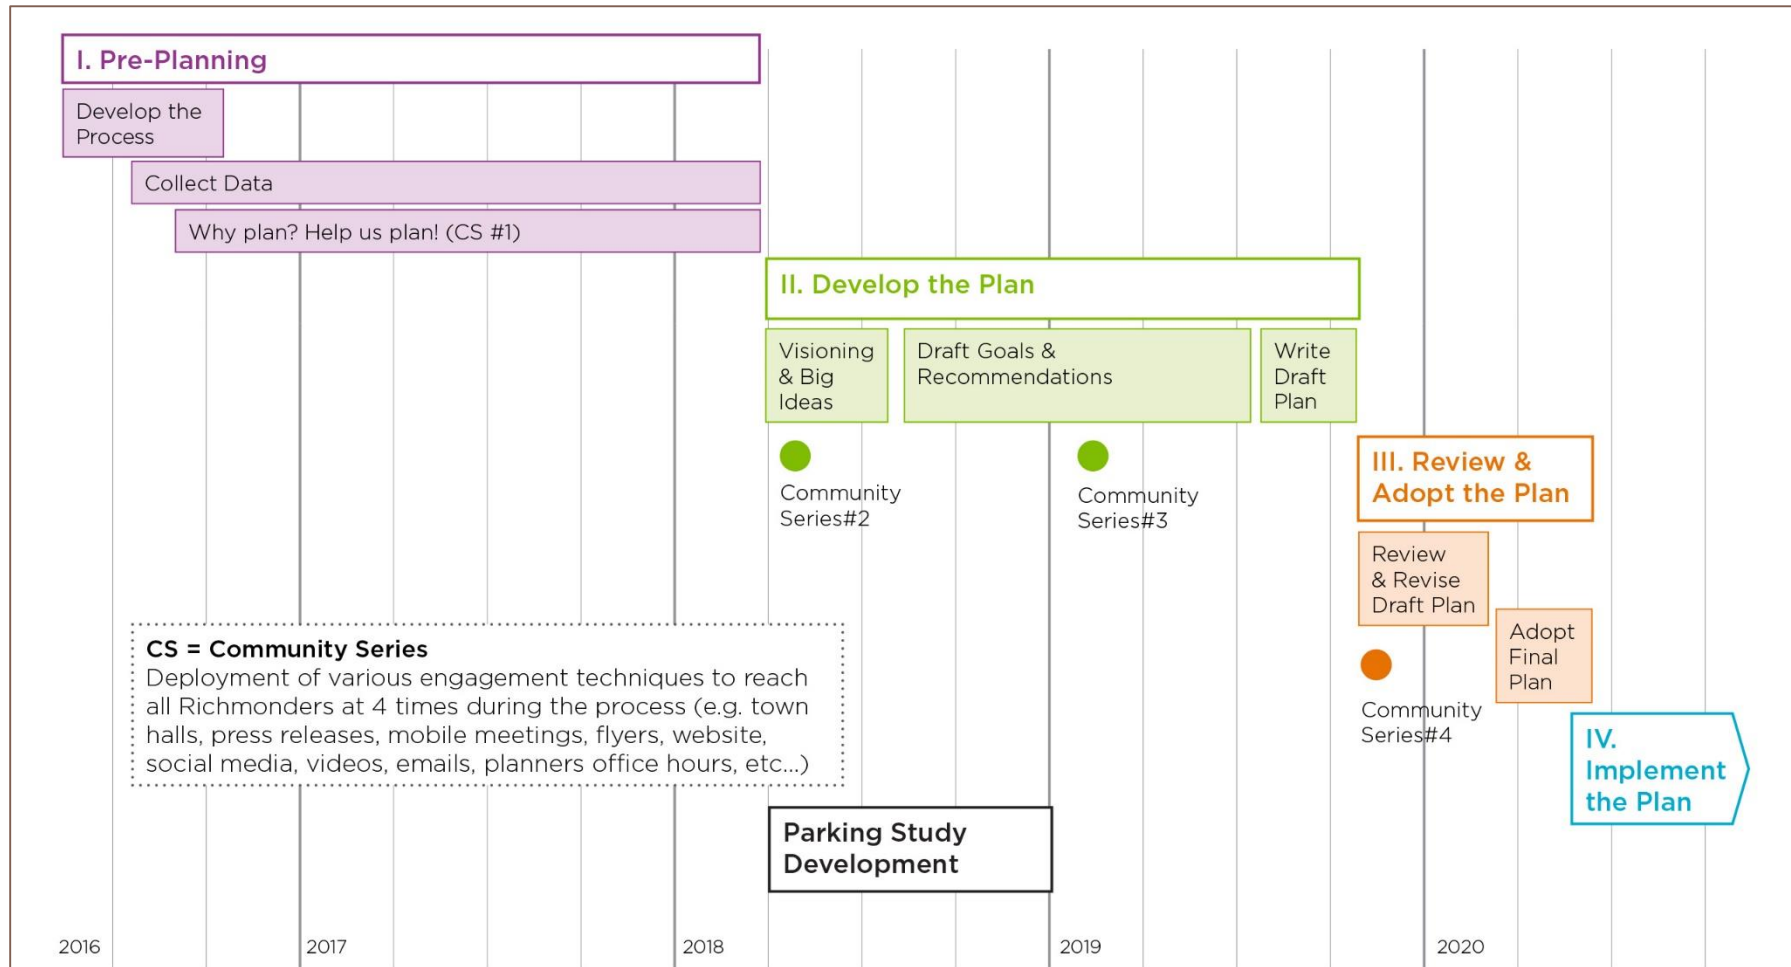 I. Pre-Planning
Develop the
Process
Collect Data
Why plan? Help us plan! (CS #1)
II. Develop the Plan
Visioning
& Big
Ideas
Draft Goals &
Recommendations
Write
Draft
Plan
Community
Series#2
Community
Series#3
III. Review &
Adopt the Plan
Review
& Revise
Draft Plan
Adopt
Final
Plan
Community
Series#4
IV.
Implement
the Plan
CS = Community Series
Deployment of various engagement techniques to reach
all Richmonders at 4 times during the process (e.g. town
halls, press releases, mobile meetings, flyers, website,
social media, videos, emails, planners office hours, etc...)
Parking Study
Development
2016
2017
2018
2019
2020